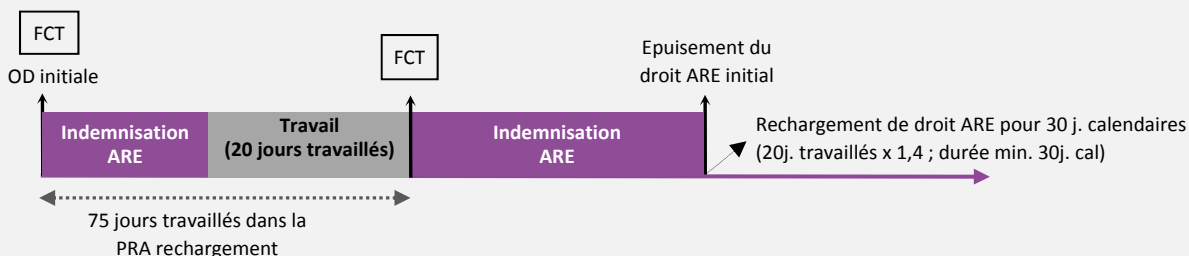 FCT
OD initiale
FCT
Epuisement du
droit ARE initial
Indemnisation
ARE
Travail
(20 jours travaillés)
Indemnisation
ARE
Rechargement de droit ARE pour 30 j. calendaires
(20j. travaillés x 1,4 ; durée min. 30j. cal)
75 jours travaillés dans la
PRA rechargement